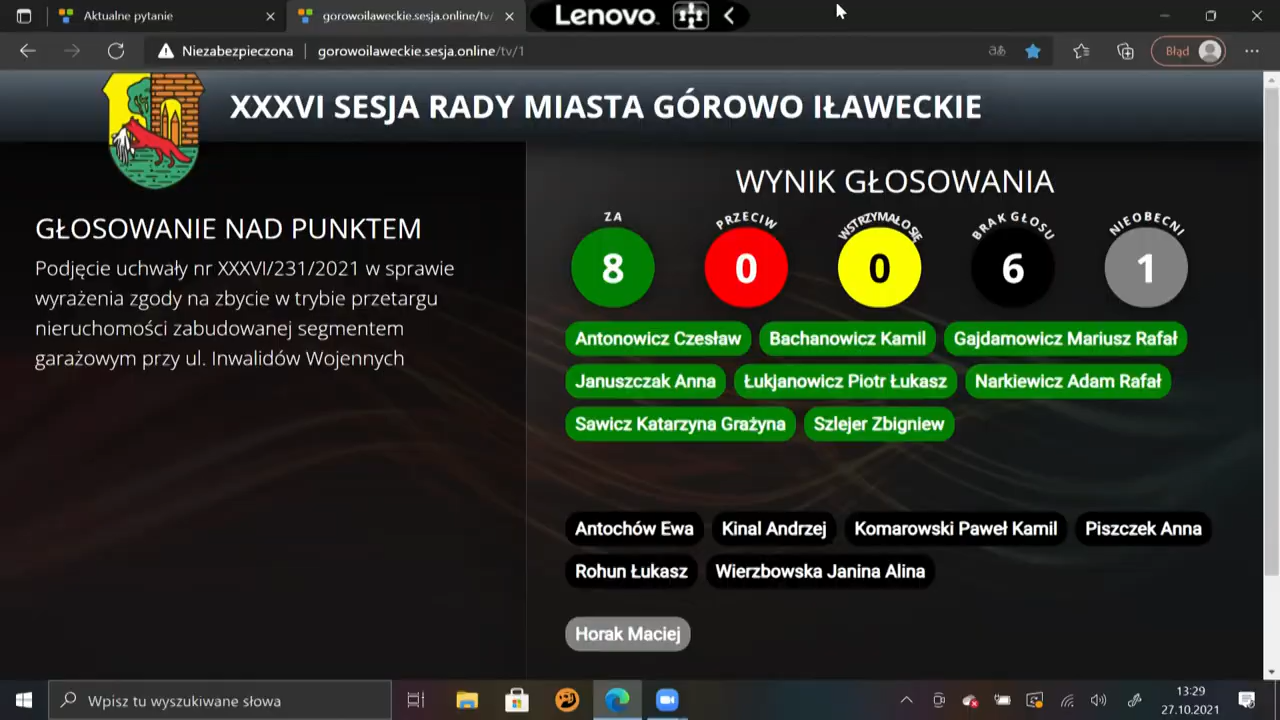 Aktualne pytanie
gorowoilaweckie.sesja.online/tv/
Lenovo
Niezabezpieczona
gorowoilaweckie.sesja.online/tv/1
Błąd
XXXVI SESJA RADY MIASTA GÓROWO IŁAWECKIE
GŁOSOWANIE NAD PUNKTEM
Podjęcie uchwały nr XXXVI/231/2021 w sprawie
wyrażenia zgody na zbycie w trybie przetargu
nieruchomości zabudowanej segmentem
garażowym przy ul. Inwalidów Wojennych
WYNIK GŁOSOWANIA
ZA PRZECIW WSTRZYMAŁO SIĘ BRAK GŁOSU NIEOBECNI
8 0 0 6 1
Antonowicz Czesław Bachanowicz Kamil Gajdamowicz Mariusz Rafał
Januszczak Anna Łukjanowicz Piotr Łukasz Narkiewicz Adam Rafał
Sawicz Katarzyna Grażyna Szlejer Zbigniew
Antochów Ewa Kinal Andrzej Komarowski Paweł Kamil Piszczek Anna
Rohun Łukasz Wierzbowska Janina Alina
Horak Maciej
Wpisz tu wyszukiwane słowa
13:29
27.10.2021